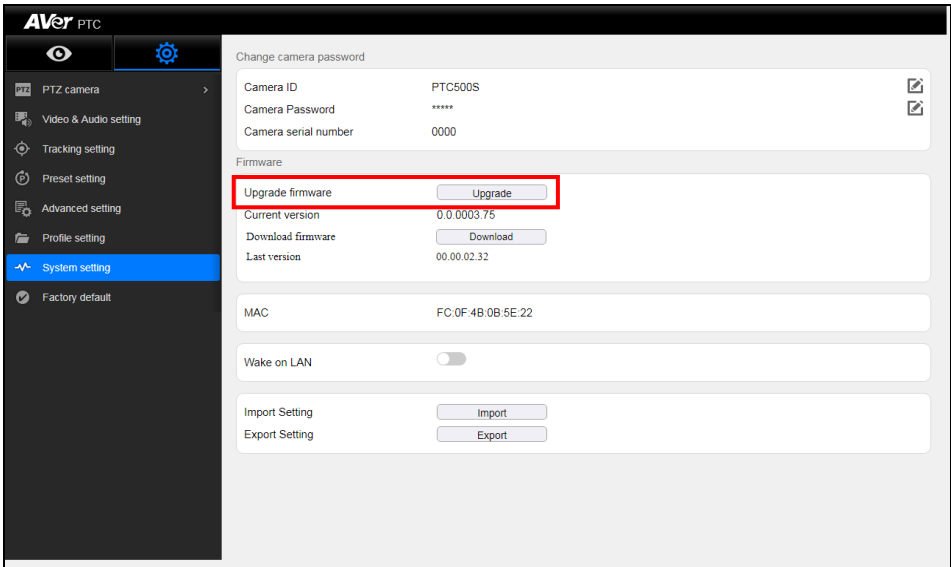 AVer PTC
PTZ PTZ camera
Video & Audio setting
Tracking setting
P Preset setting
Advanced setting
Profile setting
System setting
Factory default
Change camera password
Camera ID PTC500S
Camera Password *****
Camera serial number 0000
Firmware
Upgrade firmware Upgrade
Current version 0.0.0003.75
Download firmware Download
Last version 00.00.02.32
MAC FC:0F:4B:0B:5E:22
Wake on LAN
Import Setting Import
Export Setting Export